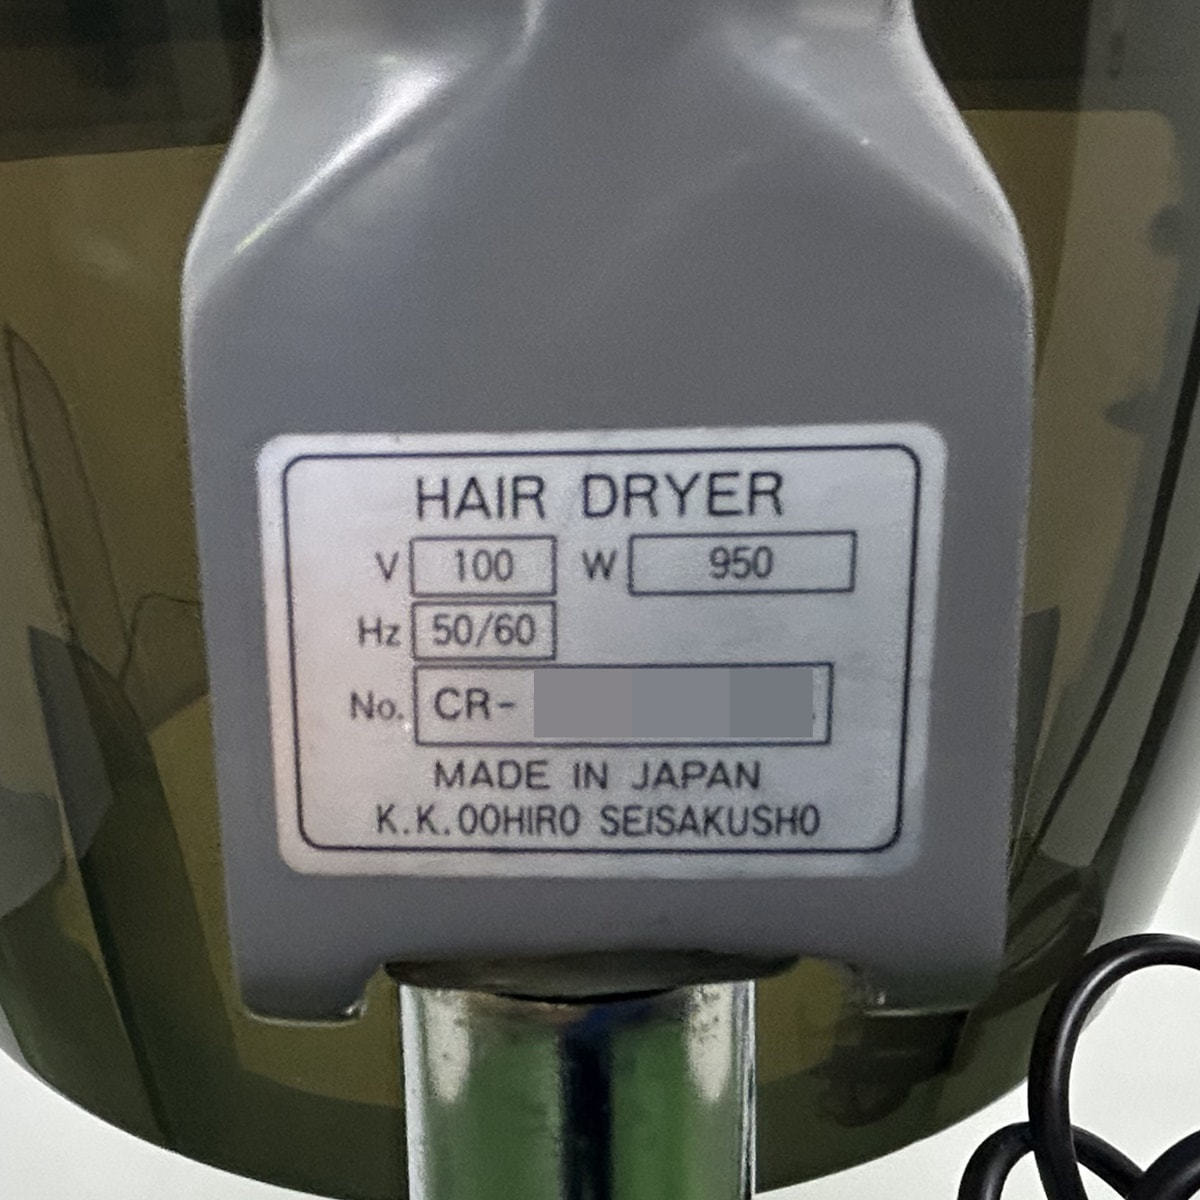 HAIR DRYER
V 100 W 950
Hz 50/60
No. CR-
MADE IN JAPAN
K.K.OOHIRO SEISAKUSHO